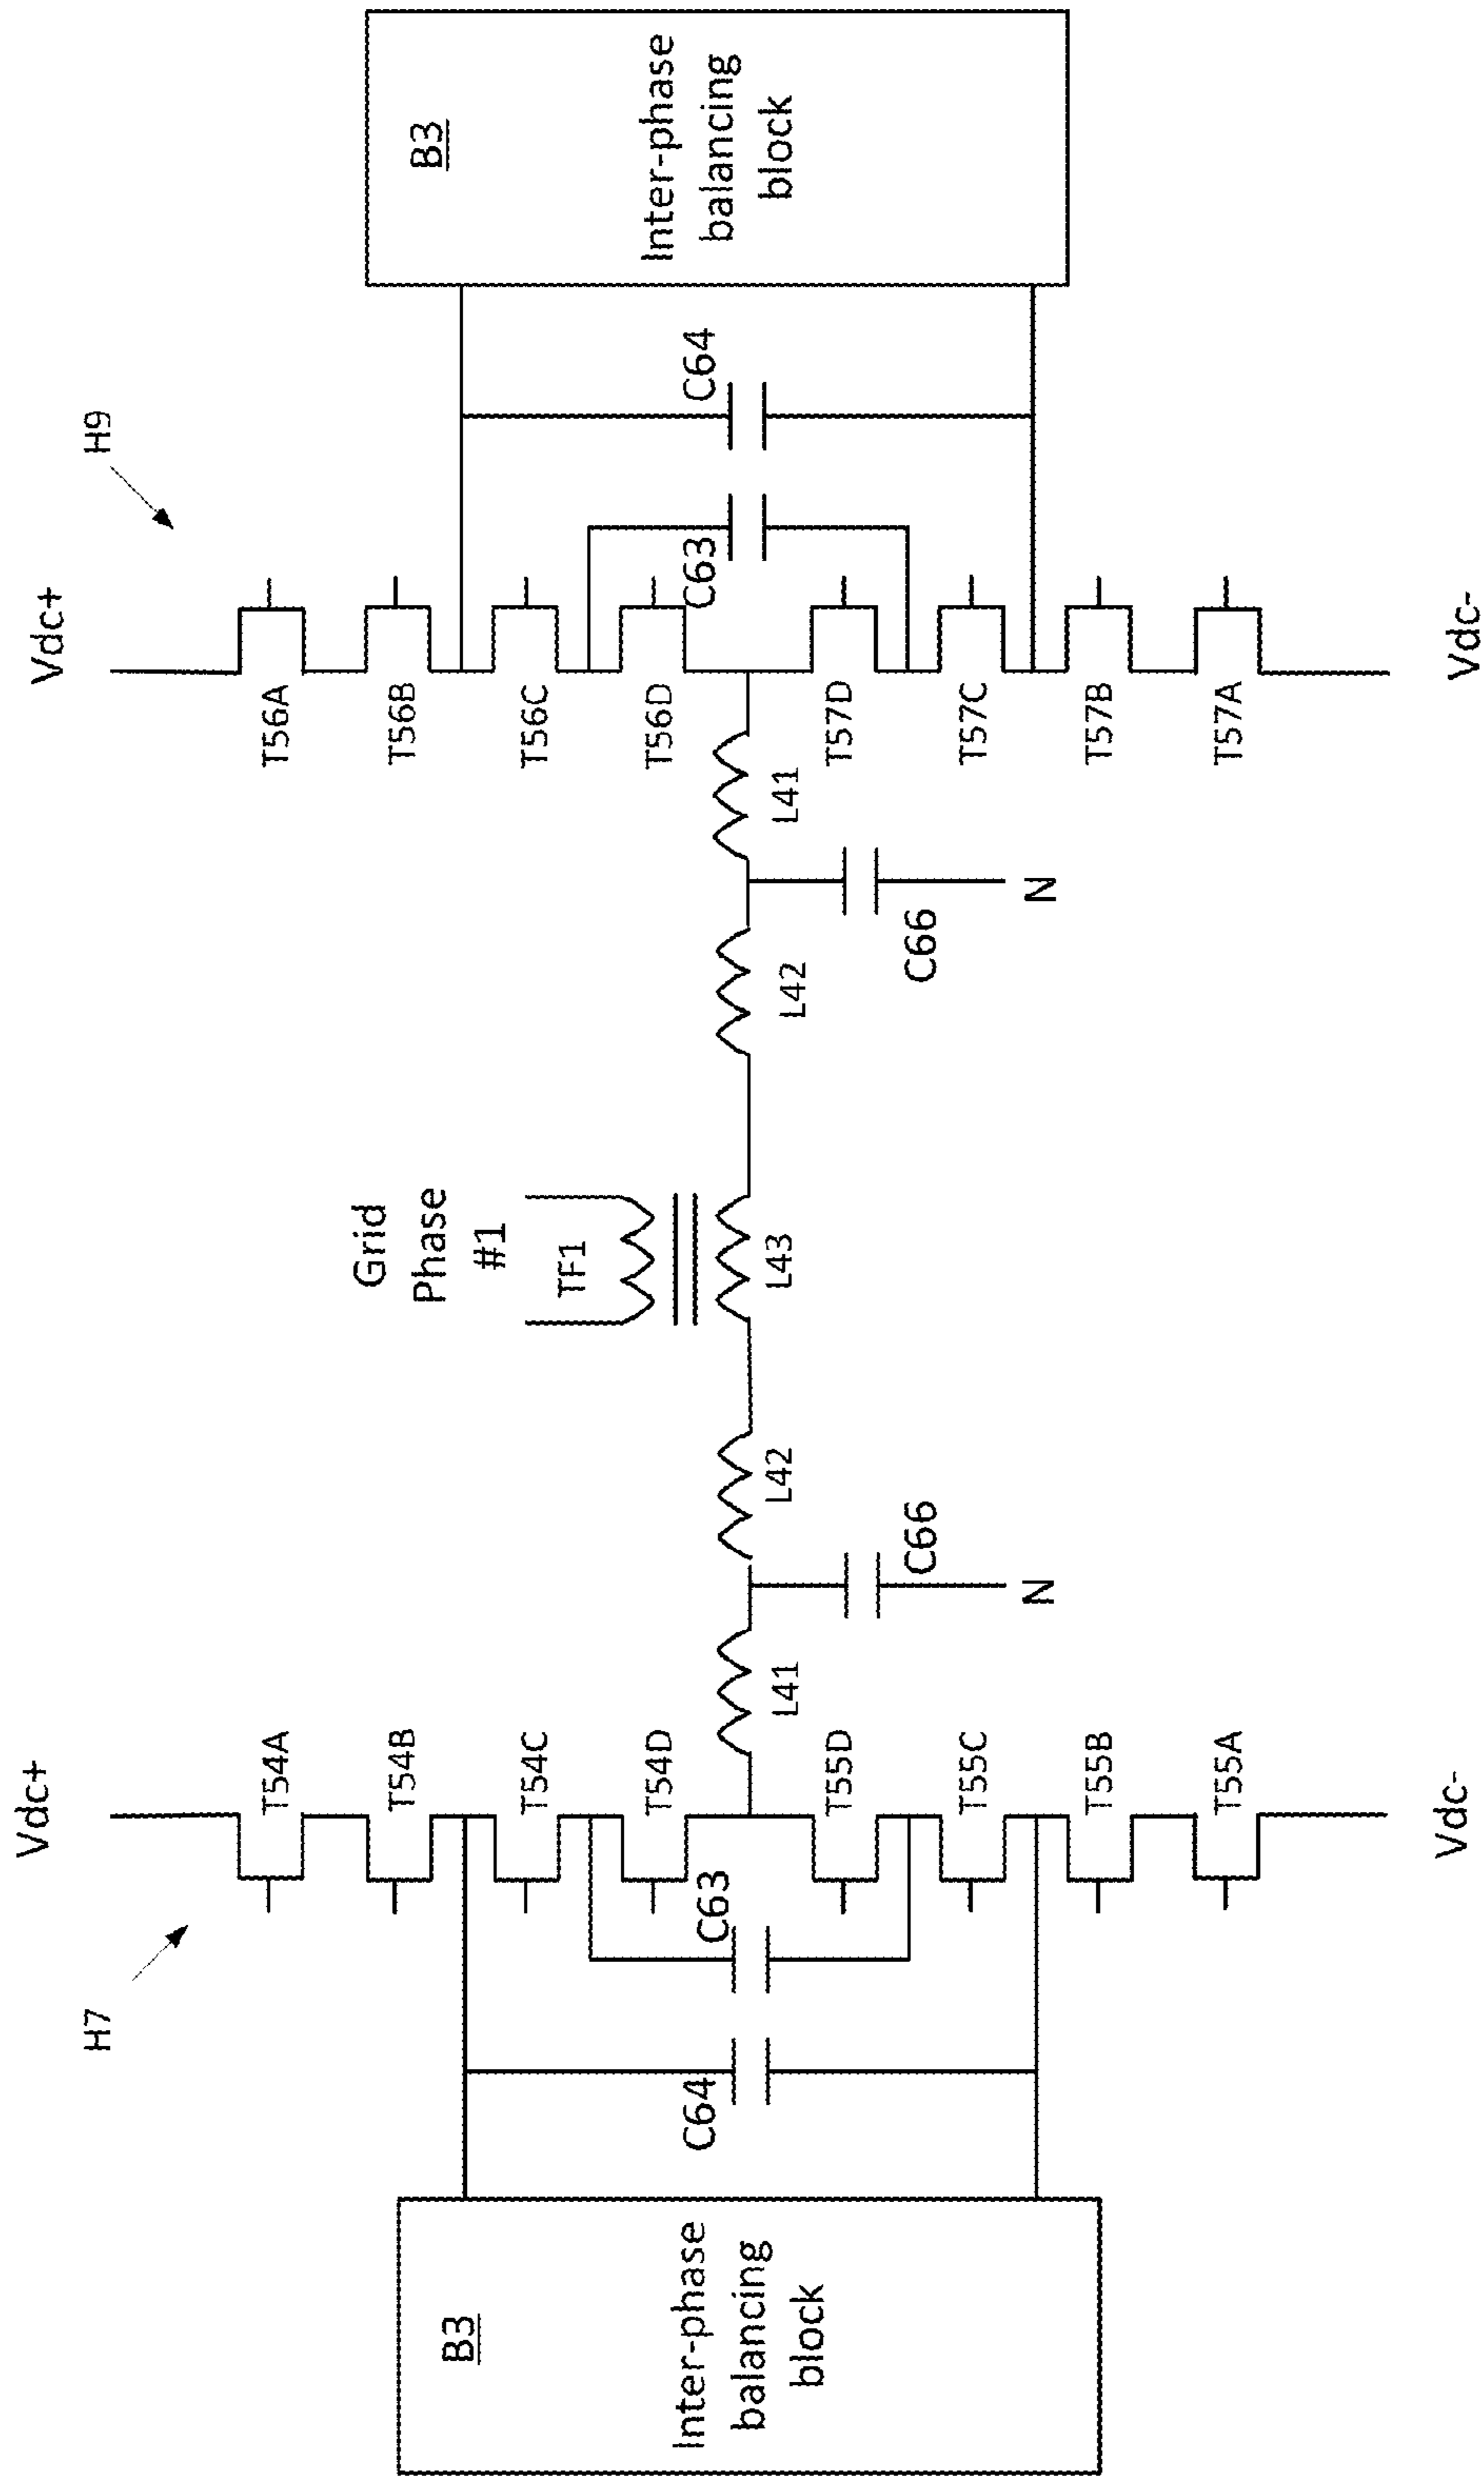 H7
H9
Vdc+
Vdc+
T54A
T54B
T54C
T54D
T55D
T55C
T55B
T55A
Vdc-
T56A
T56B
T56C
T56D
T57D
T57C
T57B
T57A
Vdc-
B3
Inter-phase
balancing
block
C64
C63
L41
C66
N
L42
Grid
Phase
#1
TF1
L43
L42
C66
N
L41
C63
C64
B3
Inter-phase
balancing
block